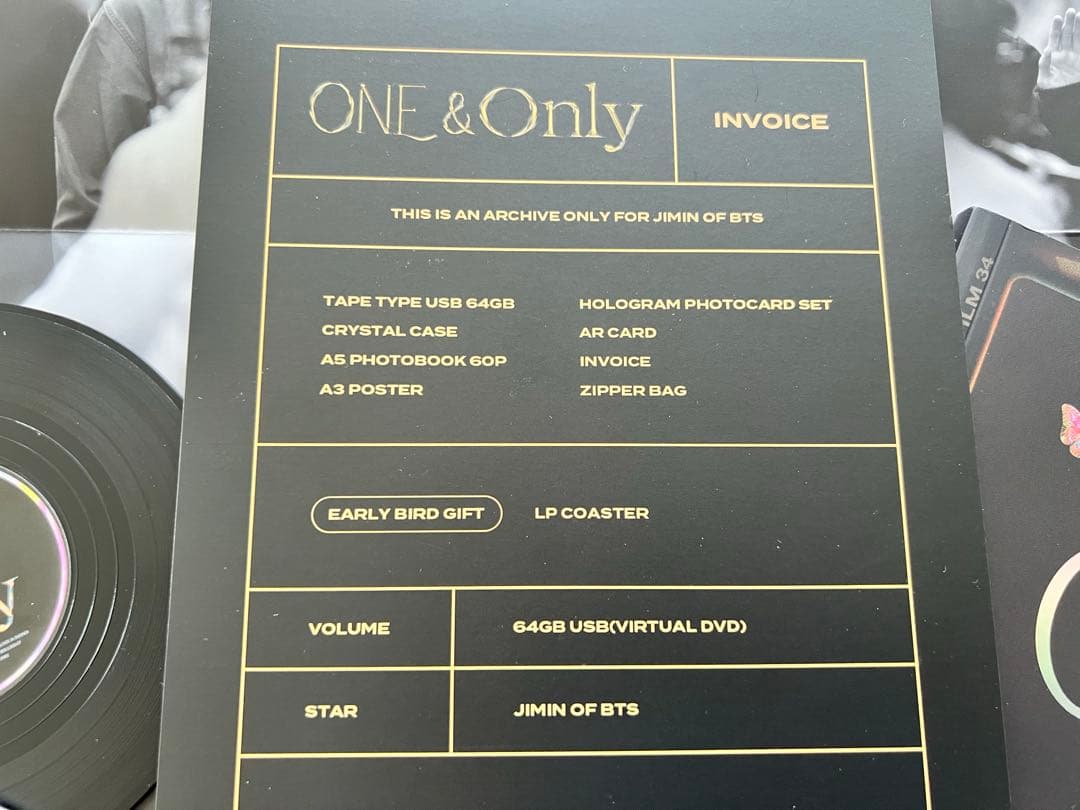 ONE & Only
INVOICE
THIS IS AN ARCHIVE ONLY FOR JIMIN OF BTS
TAPE TYPE USB 64GB
CRYSTAL CASE
A5 PHOTOBOOK 60P
A3 POSTER
HOLOGRAM PHOTOCARD SET
AR CARD
INVOICE
ZIPPER BAG
EARLY BIRD GIFT
LP COASTER
VOLUME
64GB USB(VIRTUAL DVD)
STAR
JIMIN OF BTS
34